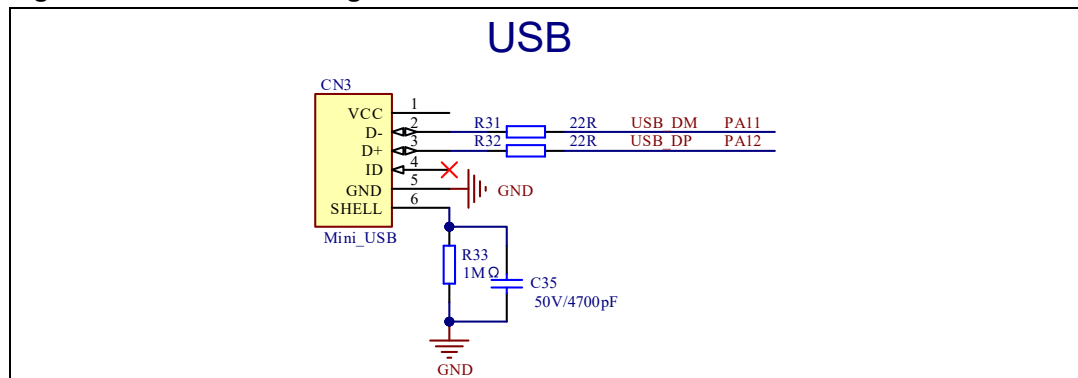 USB
CN3
VCC 1
D- 2 R31 22R USB_DM PA11
D+ 3 R32 22R USB_DP PA12
ID 4
GND 5 GND
SHELL 6
Mini_USB
R33
1MΩ
C35
50V/4700pF
GND